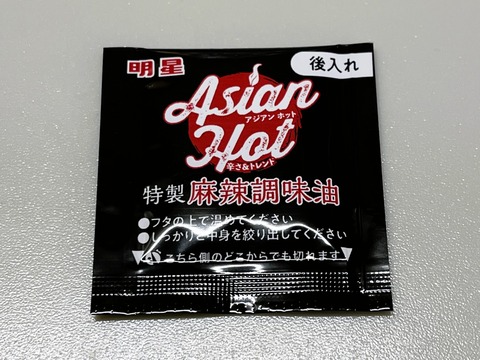 明星
後入れ
Asian
アジアン ホット
Hot
辛さ&トレンド
特製 麻辣調味油
●フタの上で温めてください
●しっかりと中身を絞り出してください
こちら側のどこからでも切れます